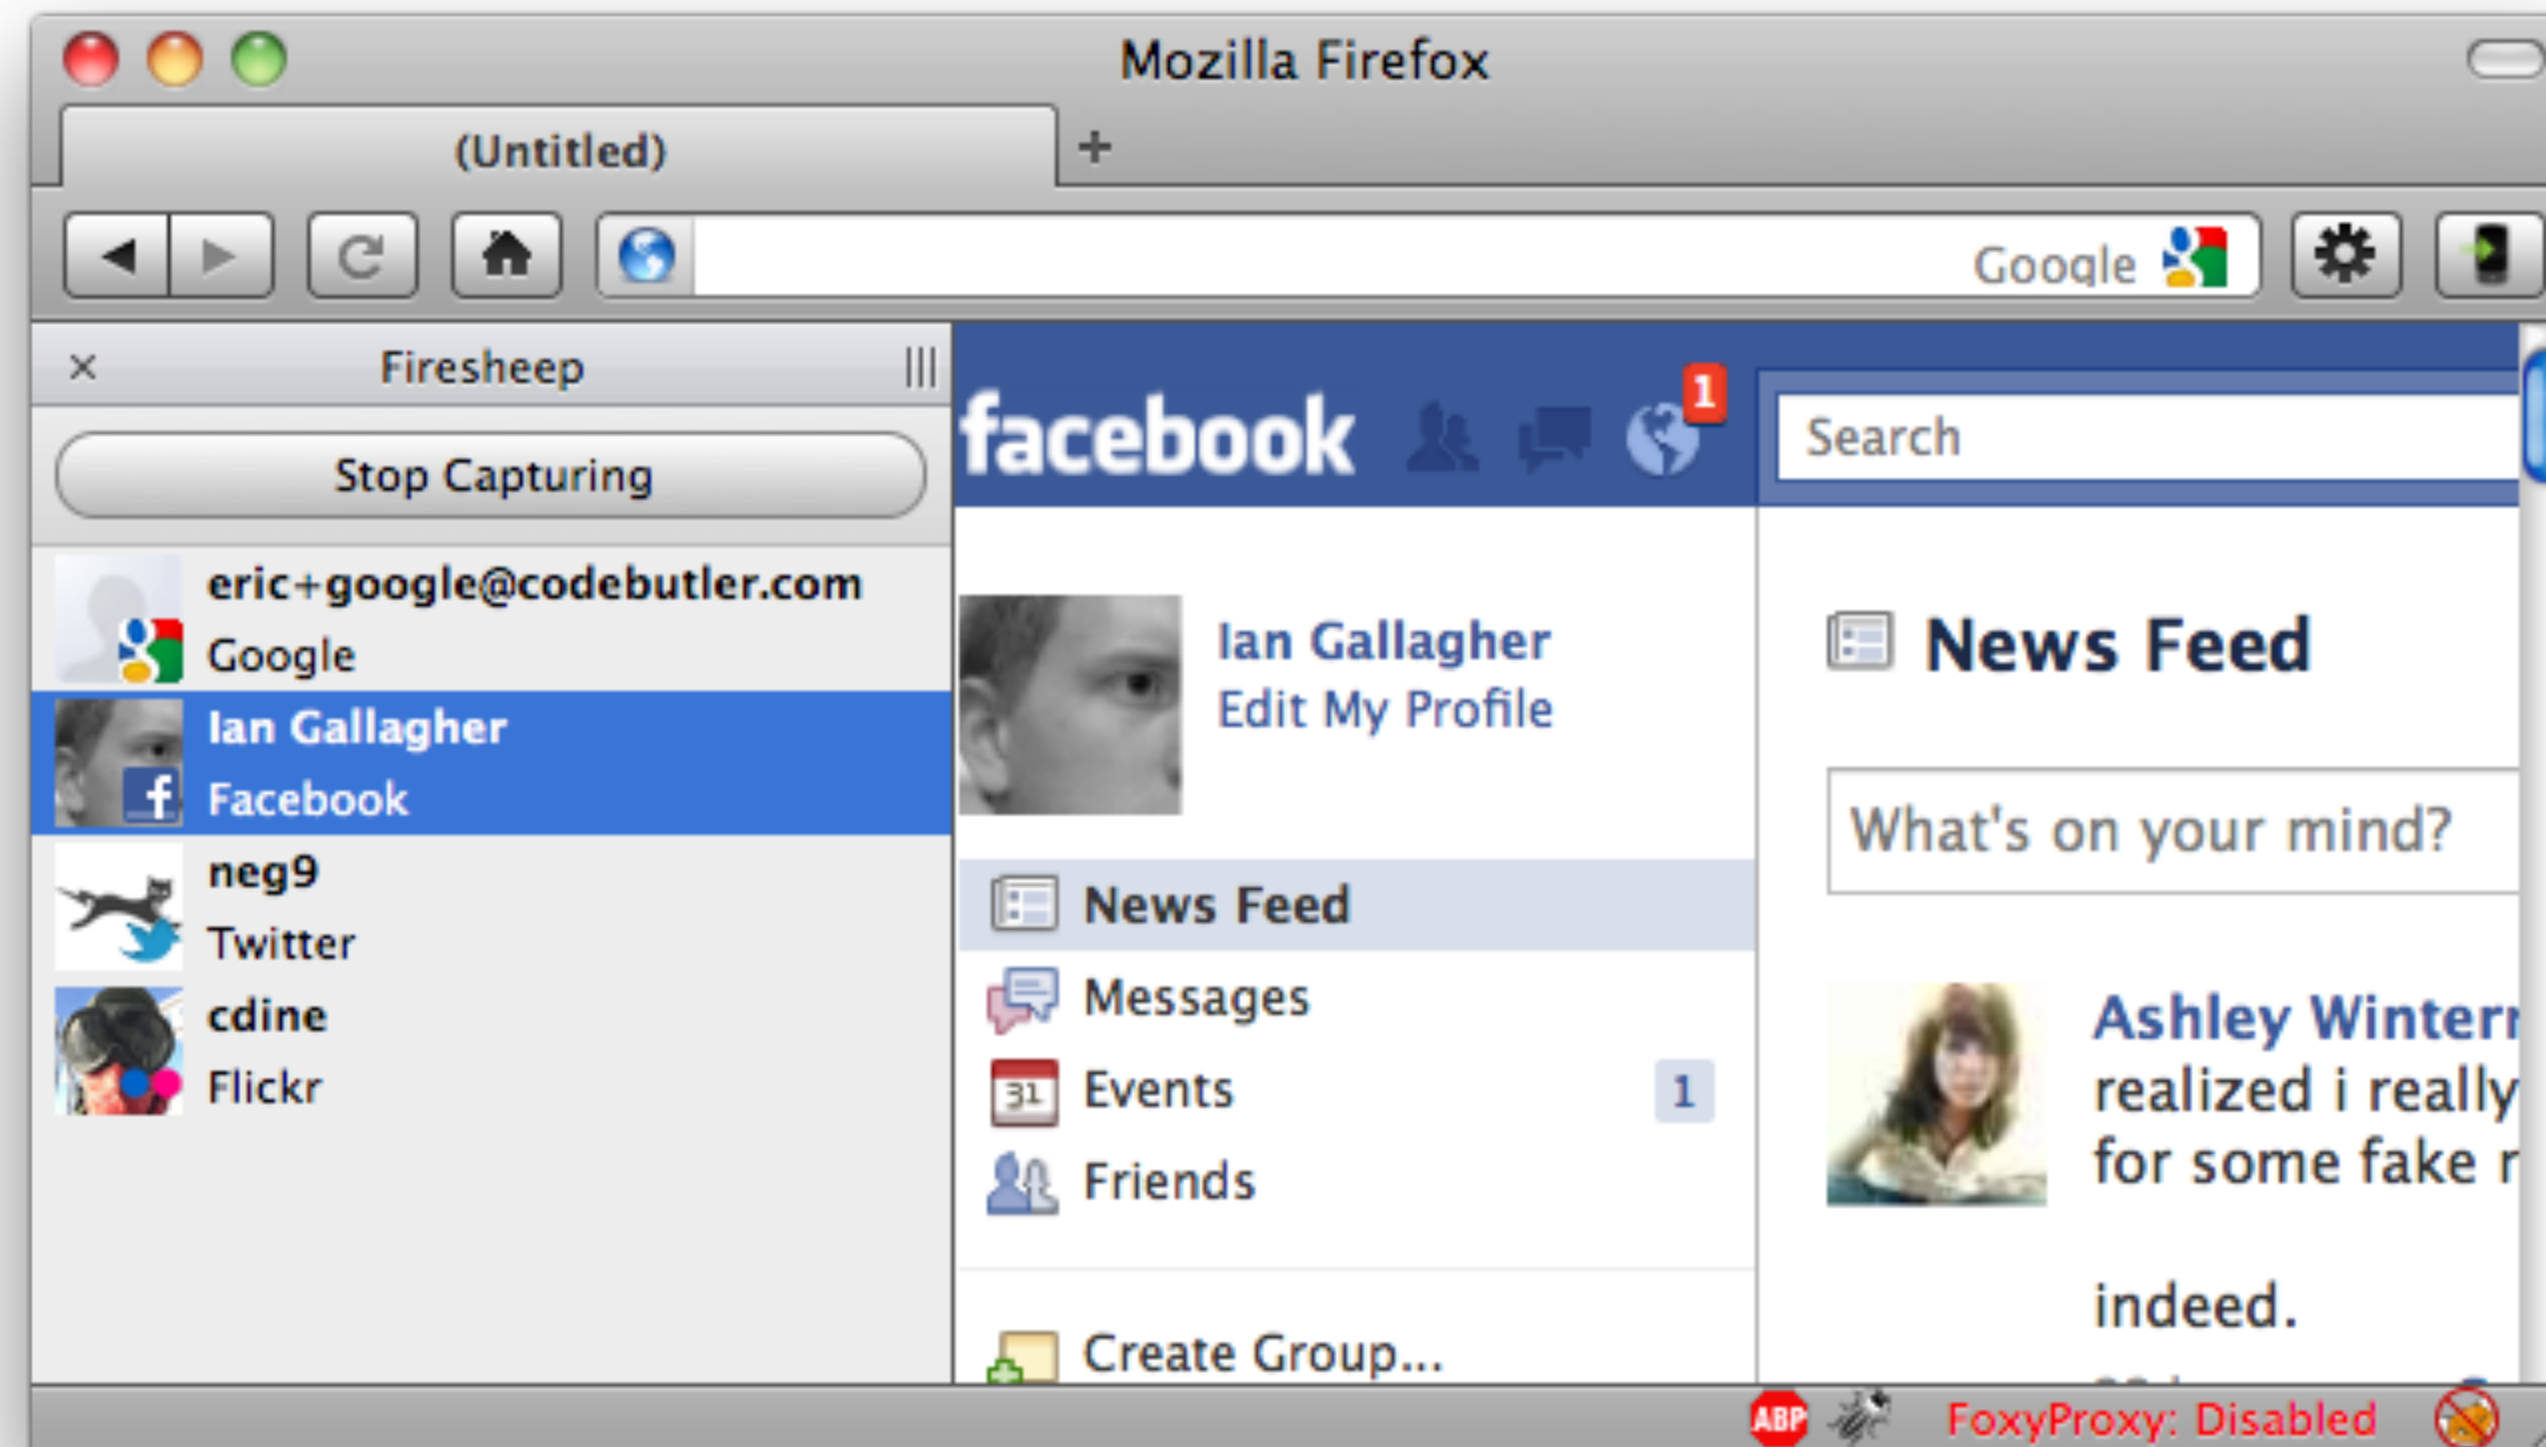 Mozilla Firefox
(Untitled)
+
Google
Firesheep
Stop Capturing
eric+google@codebutler.com
Google
Ian Gallagher
f
Facebook
neg9
Twitter
cdine
Flickr
facebook
1
Search
Ian Gallagher
Edit My Profile
News Feed
Messages
31
Events
1
Friends
Create Group...
News Feed
What's on your mind?
Ashley
realized i really
for some fake
indeed.
ABP
FoxyProxy: Disabled